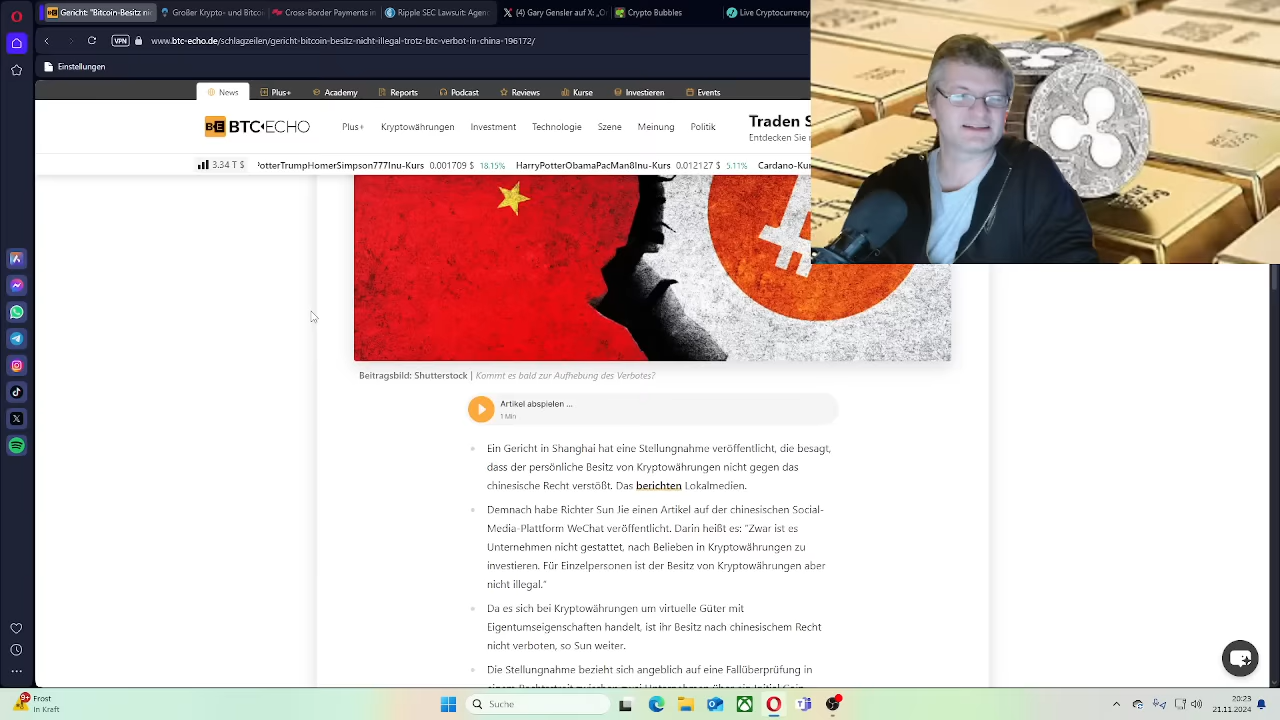 Gericht: "Bitcoin-Besitz
Großer Kurss
Cross-Border Payments
Ripple SEC Lawsuit: Agen
(4) Gary Gensler auf X: „O
Crypto Bubbles
Live Cryptocurrency
VPN www.btc-echo.de/schlagzeilen/gericht-bitcoin-besitz-nicht-illegal-trotz-btc-verbot-in-china-196172/
Einstellungen
News Plus+ Academy Reports Podcast Reviews Kurse Investieren Events
BTC-ECHO Plus+ Kryptowährungen Investment Technologie Szene Meinung Politik
Traden S
Entdecken Sie m
3.34 T $ PotterTrumpHomerSimpson777Inu-Kurs 0.001709 $ 18.15% HarryPotterObamaPacMan8Inu-Kurs 0.012127 $ 5.11% Cardano-Kurs
Beitragsbild: Shutterstock | Kommt es bald zur Aufhebung des Verbotes?
Artikel abspielen ...
1 Min
Ein Gericht in Shanghai hat eine Stellungnahme veröffentlicht, die besagt,
dass der persönliche Besitz von Kryptowährungen nicht gegen das
chinesische Recht verstößt. Das berichten Lokalmedien.
Demnach habe Richter Sun Jie einen Artikel auf der chinesischen Social-
Media-Plattform WeChat veröffentlicht. Darin heißt es: "Zwar ist es
Unternehmen nicht gestattet, nach Belieben in Kryptowährungen zu
investieren. Für Einzelpersonen ist der Besitz von Kryptowährungen aber
nicht illegal."
Da es sich bei Kryptowährungen um virtuelle Güter mit
Eigentumseigenschaften handelt, ist ihr Besitz nach chinesischem Recht
nicht verboten, so Sun weiter.
Die Stellungnahme bezieht sich angeblich auf eine Fallüberprüfung in
9+ Frost
In Kraft
Suche
20:24
20.11.2024